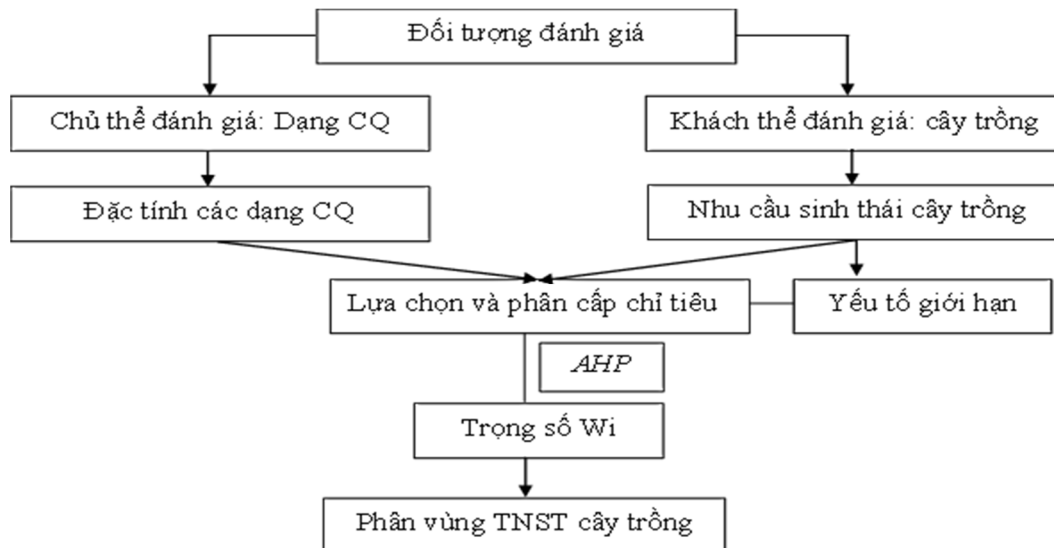 Đối tượng đánh giá
Chủ thể đánh giá: Dạng CQ
Khách thể đánh giá: cây trồng
Đặc tính các dạng CQ
Nhu cầu sinh thái cây trồng
Lựa chọn và phân cấp chỉ tiêu
Yếu tố giới hạn
AHP
Trọng số Wi
Phân vùng TNST cây trồng